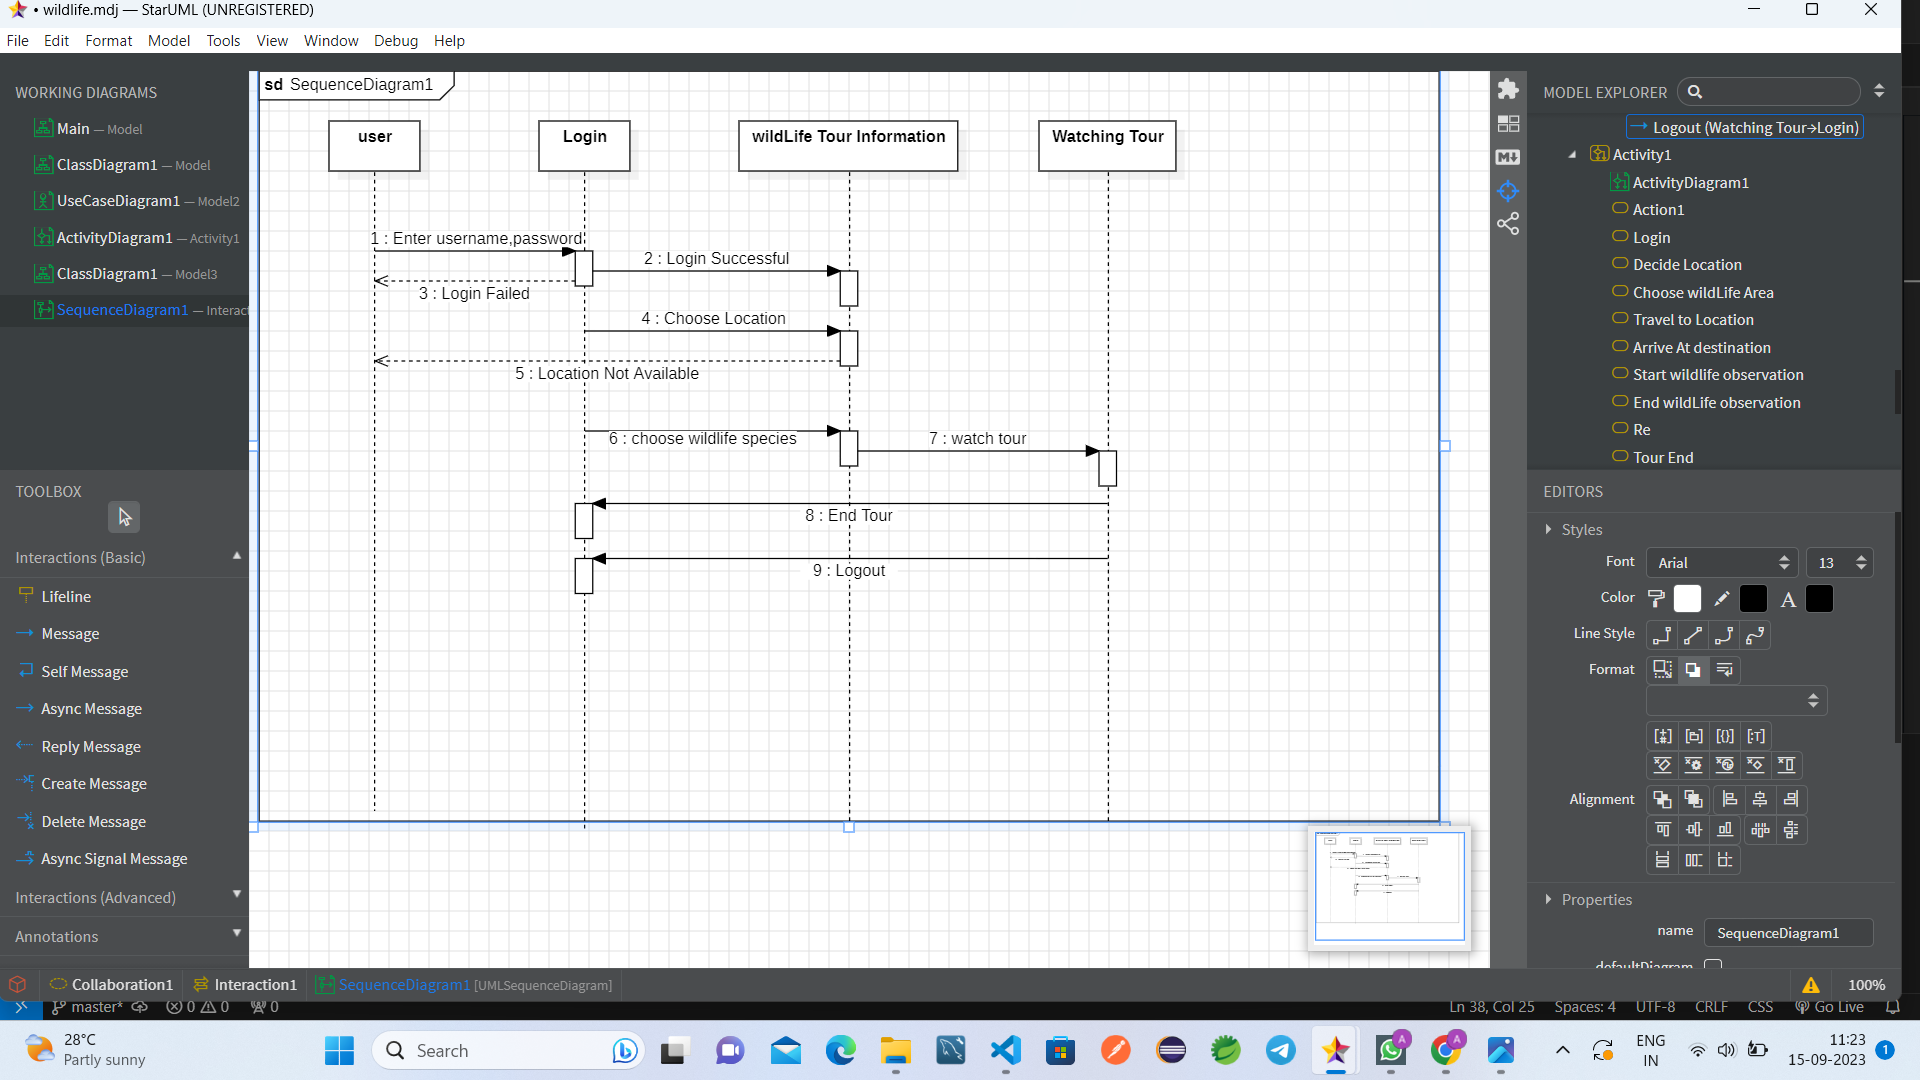 • wildlife.mdj — StarUML (UNREGISTERED)
File Edit Format Model Tools View Window Debug Help
WORKING DIAGRAMS
Main — Model
ClassDiagram1 — Model
UseCaseDiagram1 — Model2
ActivityDiagram1 — Activity1
ClassDiagram1 — Model3
SequenceDiagram1 — Interact
TOOLBOX
Interactions (Basic)
Lifeline
Message
Self Message
Async Message
Reply Message
Create Message
Delete Message
Async Signal Message
Interactions (Advanced)
Annotations
sd SequenceDiagram1
user Login wildLife Tour Information Watching Tour
1 : Enter username,password
2 : Login Successful
3 : Login Failed
4 : Choose Location
5 : Location Not Available
6 : choose wildlife species
7 : watch tour
8 : End Tour
9 : Logout
MODEL EXPLORER
Logout (Watching Tour→Login)
Activity1
ActivityDiagram1
Action1
Login
Decide Location
Choose wildLife Area
Travel to Location
Arrive At destination
Start wildlife observation
End wildLife observation
Re
Tour End
EDITORS
Styles
Font Arial 13
Color A
Line Style
Format
Alignment
Properties
name SequenceDiagram1
defaultDiagram
Collaboration1 Interaction1 SequenceDiagram1 [UMLSequenceDiagram] 100%
master* 0 0 0 Ln 38, Col 25 Spaces: 4 UTF-8 CRLF CSS Go Live
28°C
Partly sunny
Search
ENG
IN
11:23
15-09-2023
1